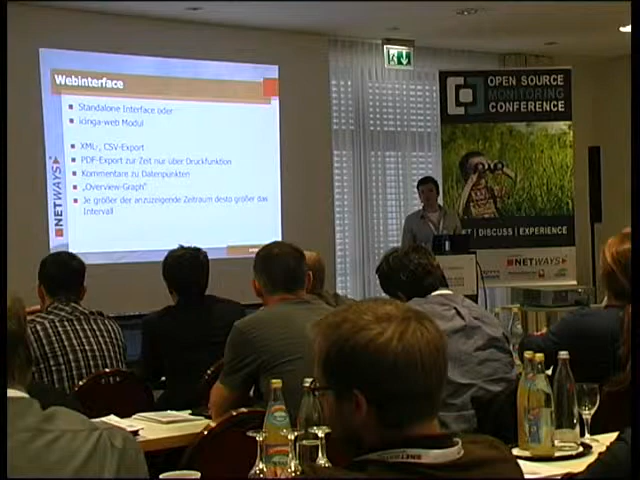 Webinterface
Standalone Interface oder
icinga-web Modul
XML-, CSV-Export
PDF-Export zur Zeit nur über Druckfunktion
Kommentare zu Datenpunkten
„Overview-Graph"
Je größer der anzuzeigende Zeitraum desto größer das
Intervall
NETWAYS
OPEN SOURCE
MONITORING
CONFERENCE
| DISCUSS | EXPERIENCE
NETWAYS